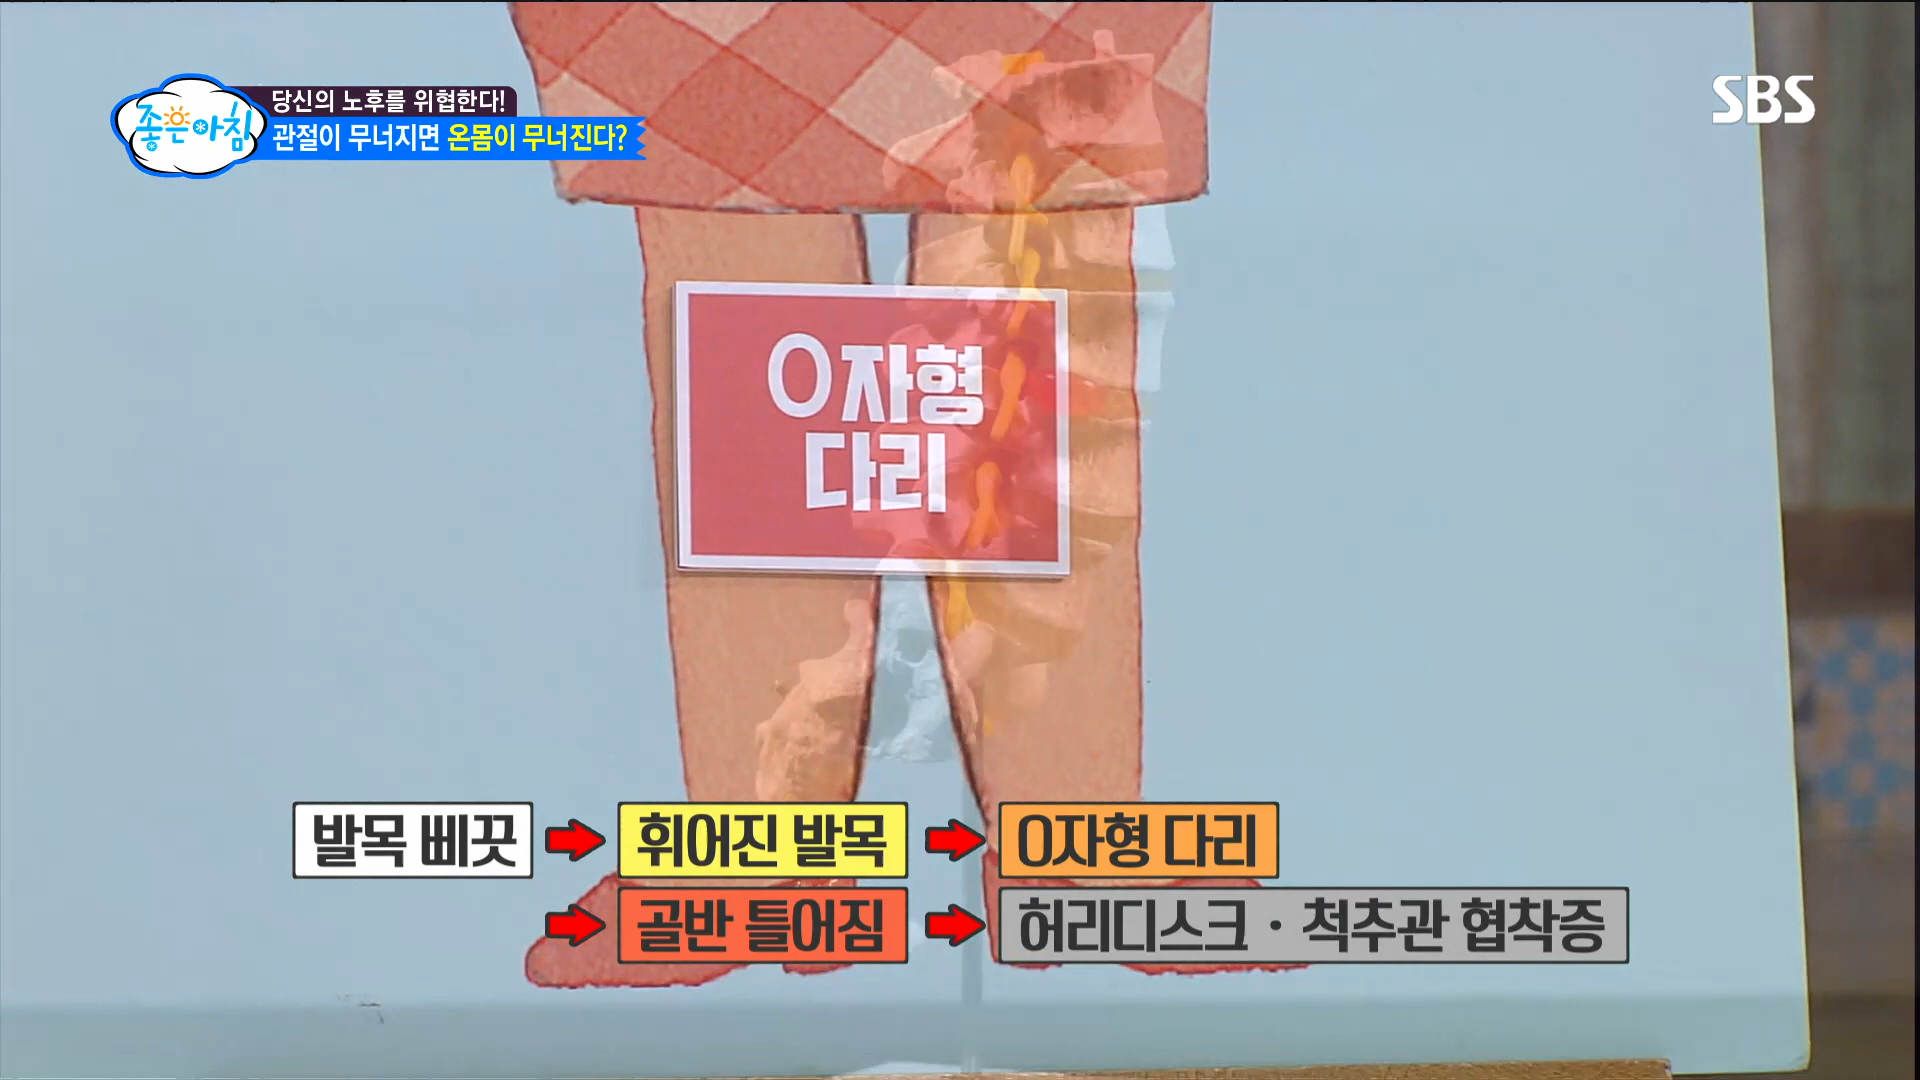 좋은아침
당신의 노후를 위협한다!
관절이 무너지면 온몸이 무너진다?
SBS
O자형
다리
발목 삐끗 휘어진 발목 O자형 다리
골반 틀어짐 허리디스크 · 척추관 협착증